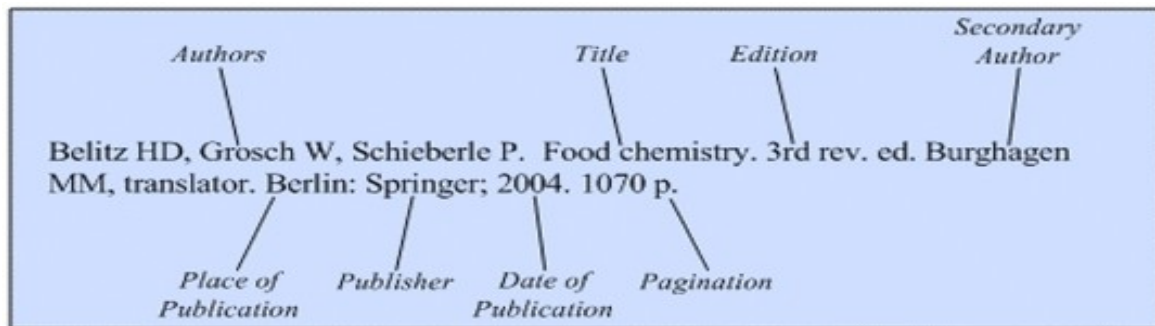 Secondary
Authors Title Edition Author
Belitz HD, Grosch W, Schieberle P.  Food chemistry. 3rd rev. ed. Burghagen
MM, translator. Berlin: Springer; 2004. 1070 p.
Place of Publisher Date of Pagination
Publication Publication